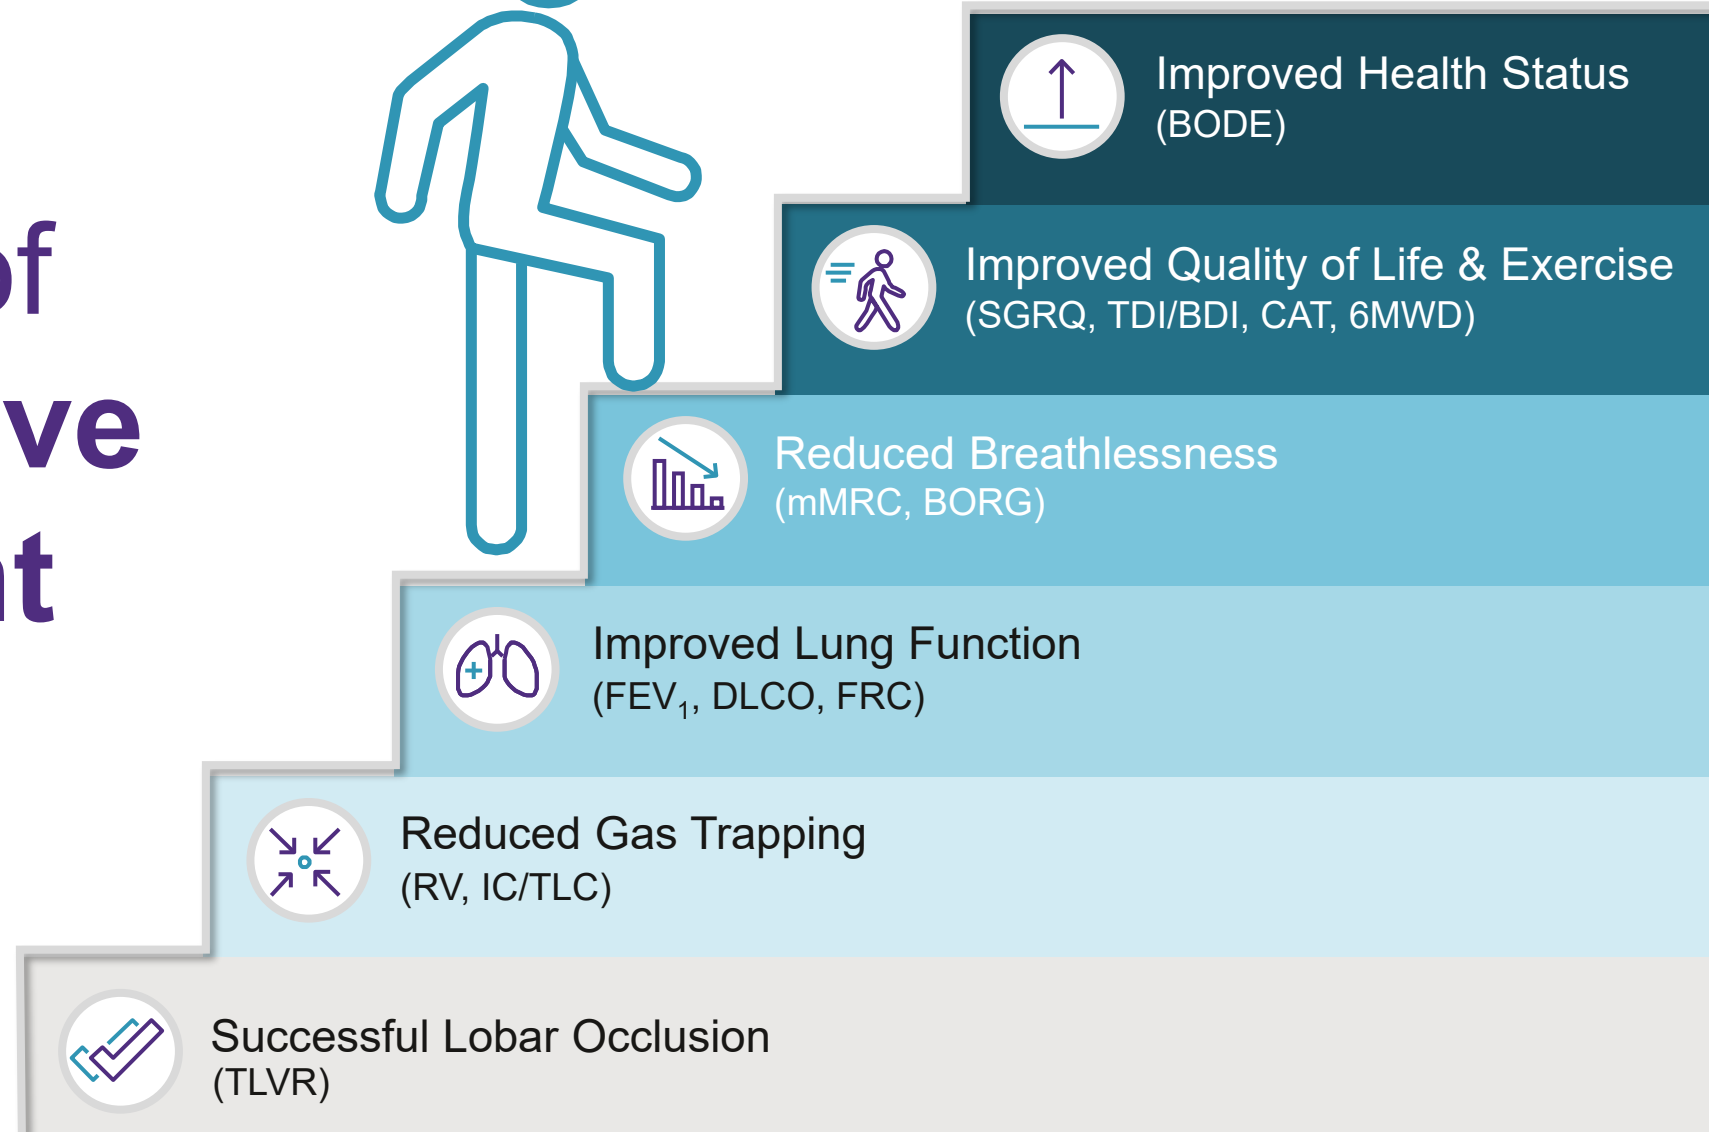 of
Improved Health Status
(BODE)
Improved Quality of Life & Exercise
(SGRQ, TDI/BDI, CAT, 6MWD)
Reduced Breathlessness
(mMRC, BORG)
Improved Lung Function
(FEV₁, DLCO, FRC)
Reduced Gas Trapping
(RV, IC/TLC)
Successful Lobar Occlusion
(TLVR)